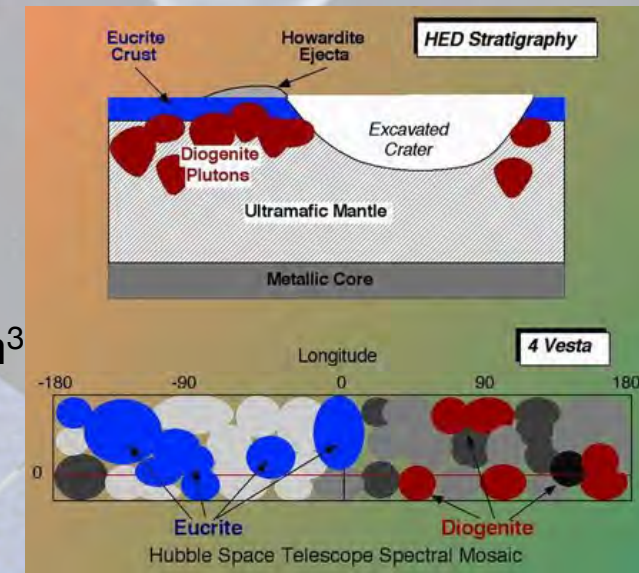 Eucrite Crust
Howardite Ejecta
HED Stratigraphy
Excavated Crater
Diogenite Plutons
Ultramafic Mantle
Metallic Core
3
4 Vesta
Longitude
-180 -90 0 90 180
0
Eucrite
Diogenite
Hubble Space Telescope Spectral Mosaic